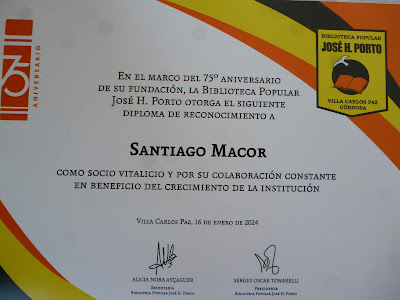 75
ANIVERSARIO
BIBLIOTECA POPULAR
JOSÉ H. PORTO
VILLA CARLOS PAZ
CÓRDOBA
En el marco del 75º aniversario
de su fundación, la Biblioteca Popular
José H. Porto otorga el siguiente
diploma de reconocimiento a
Santiago Macor
como socio vitalicio y por su colaboración constante
en beneficio del crecimiento de la institución
Villa Carlos Paz, 16 de enero de 2024
Alicia Nora Ayçaguer
Secretaria
Biblioteca Popular José H. Porto
Sergio Oscar Tonarelli
Presidente
Biblioteca Popular José H. Porto